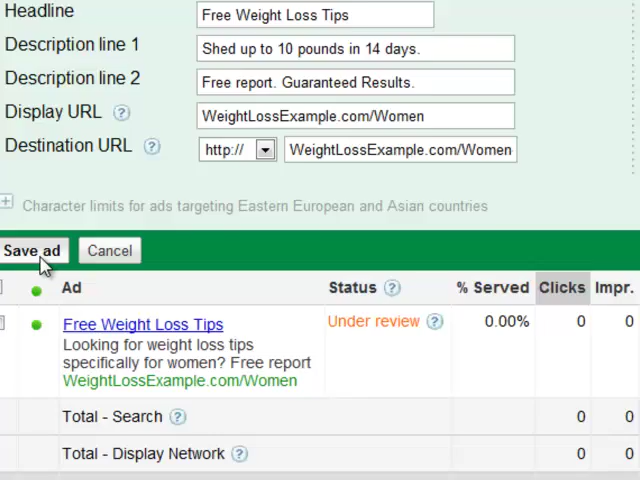 Headline Free Weight Loss Tips
Description line 1 Shed up to 10 pounds in 14 days.
Description line 2 Free report. Guaranteed Results.
Display URL ? WeightLossExample.com/Women
Destination URL ? http:// WeightLossExample.com/Women
+ Character limits for ads targeting Eastern European and Asian countries
Save ad Cancel
Ad Status ? % Served Clicks Impr.
Free Weight Loss Tips Under review ? 0.00% 0 0
Looking for weight loss tips
specifically for women? Free report
WeightLossExample.com/Women
Total - Search ? 0 0
Total - Display Network ? 0 0